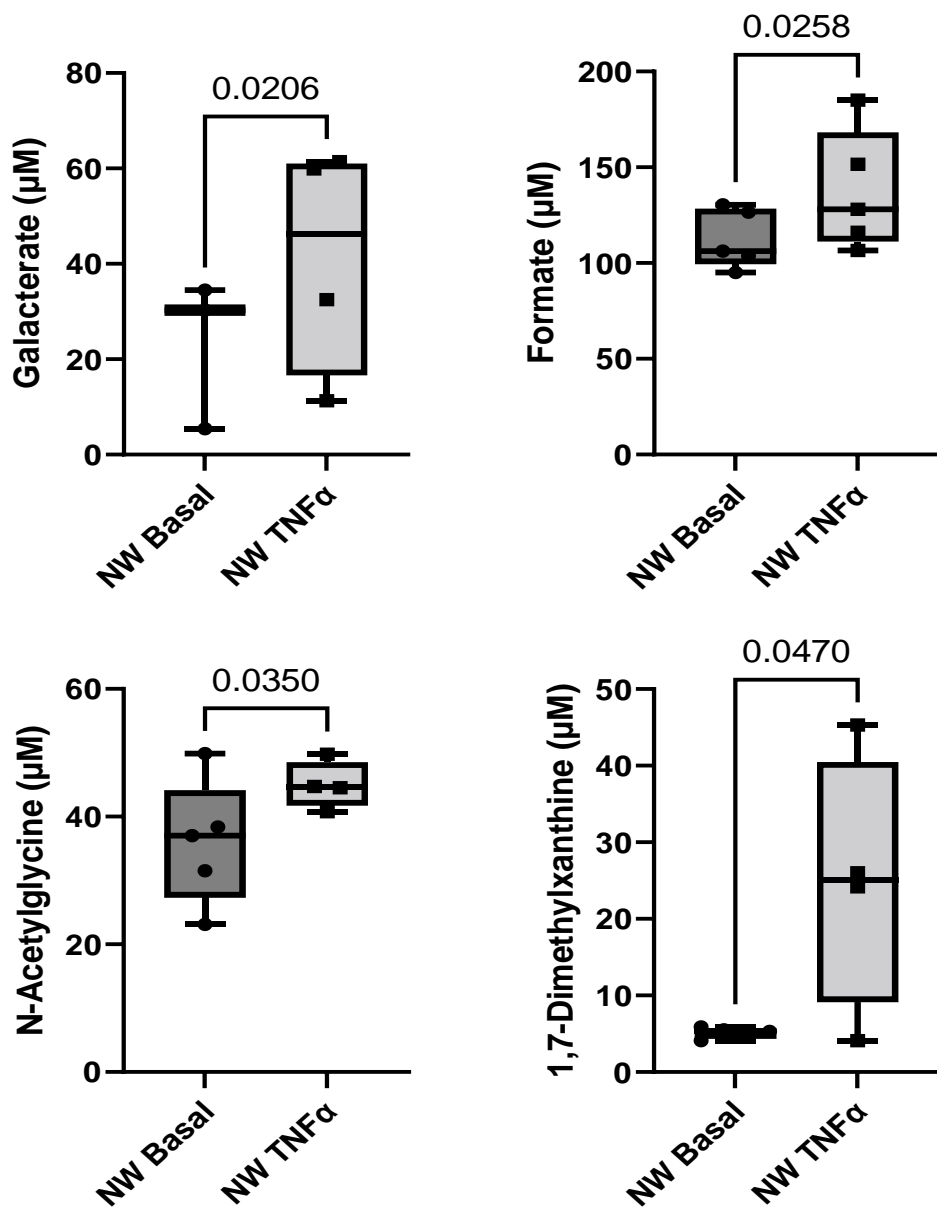 0.0206
Galacterate (µM)
80
60
40
20
0
NW Basal
NW TNFα
0.0258
Formate (µM)
200
150
100
50
0
NW Basal
NW TNFα
0.0350
N-Acetylglycine (µM)
60
40
20
0
NW Basal
NW TNFα
0.0470
1,7-Dimethylxanthine (µM)
50
40
30
20
10
0
NW Basal
NW TNFα